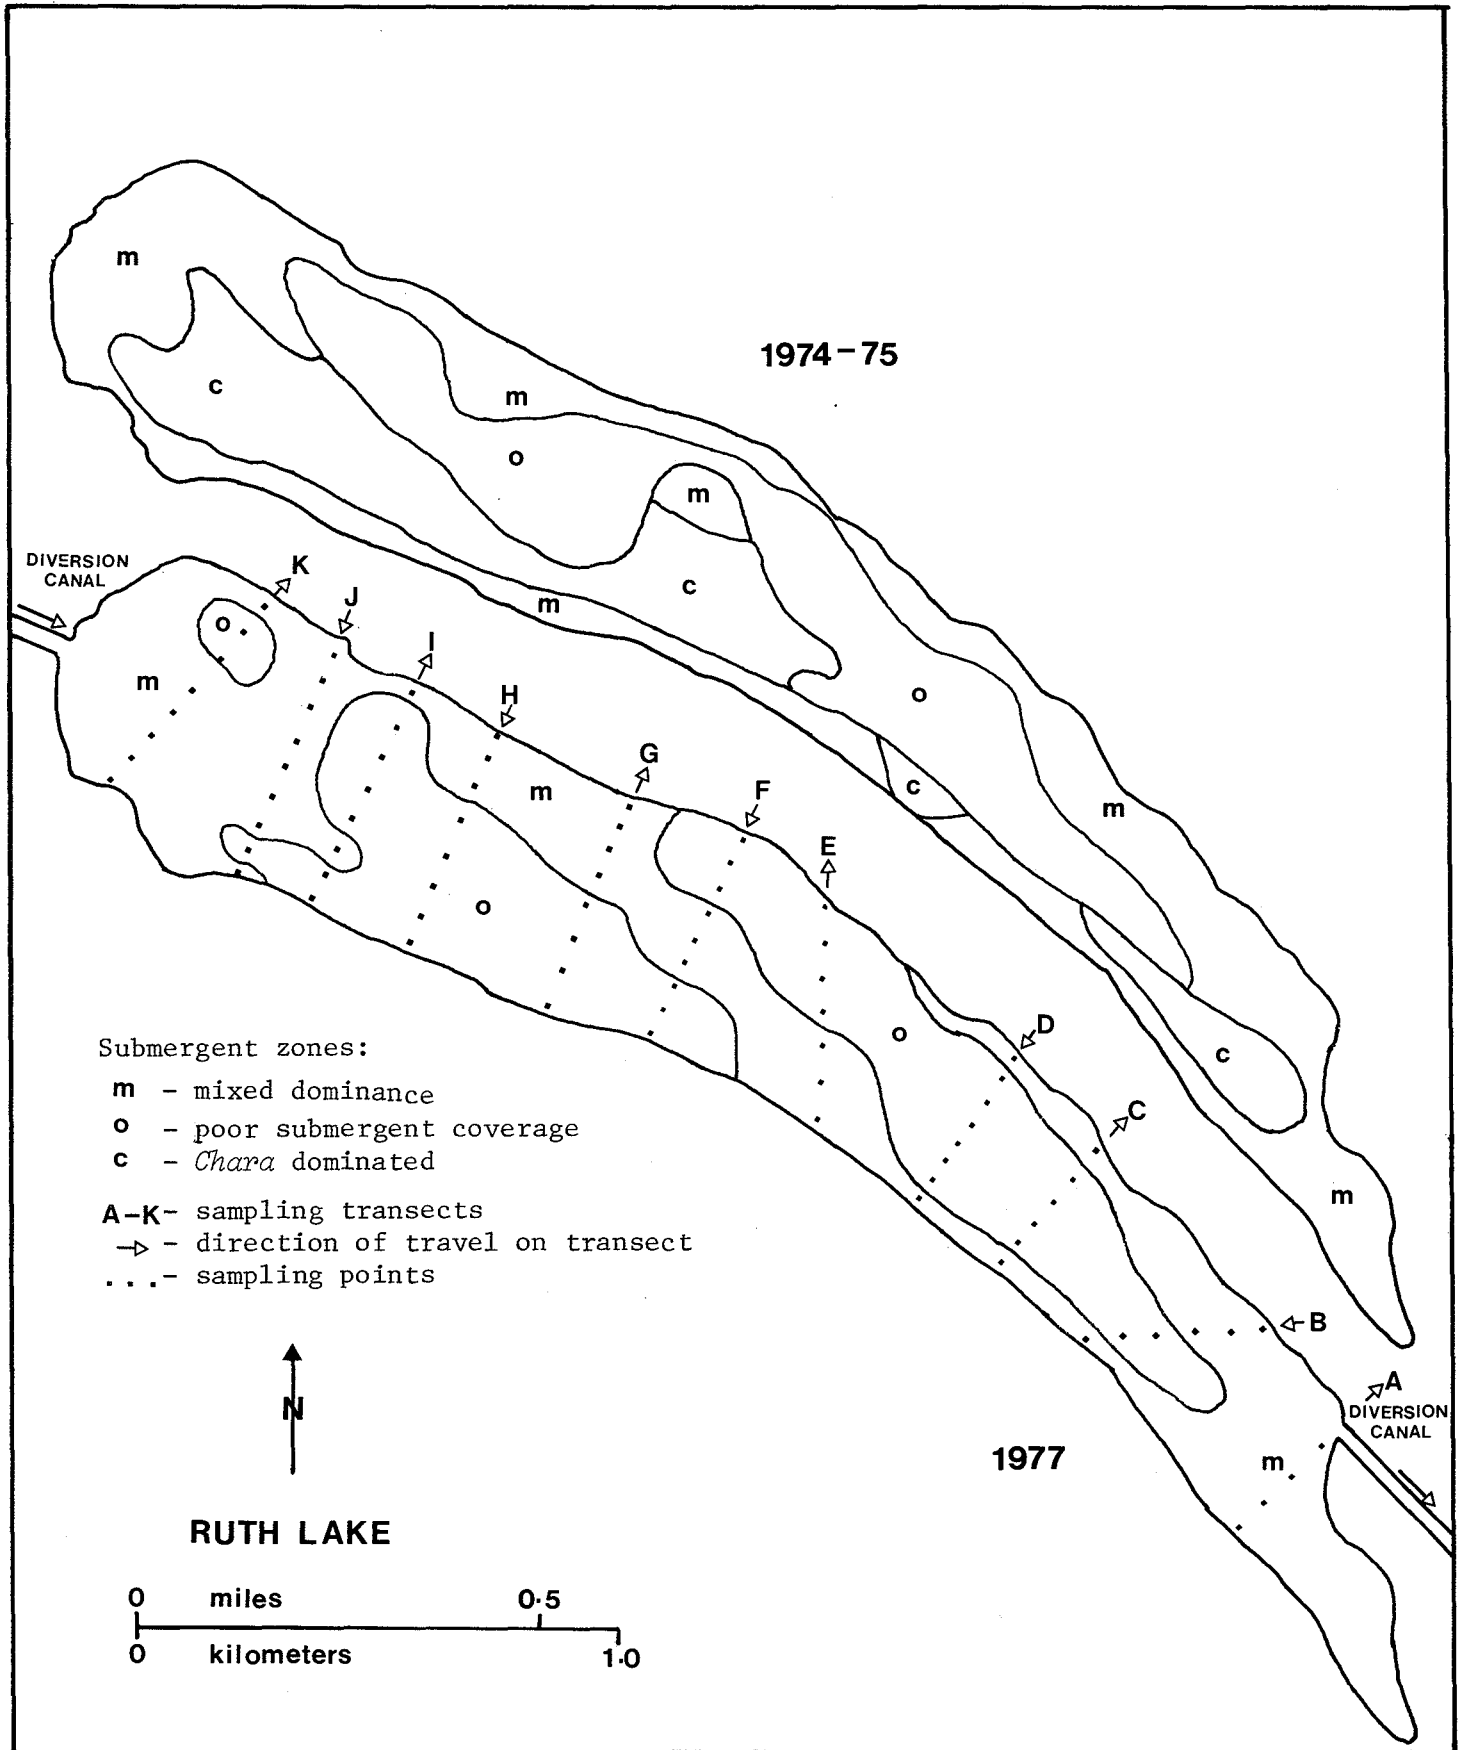 1974-75
m
c
m
o
m
c
m
o
c
m
c
m
DIVERSION
CANAL
K
J
I
H
G
F
E
D
C
B
A
DIVERSION
CANAL
o
m
m
o
o
m
1977
Submergent zones:
m - mixed dominance
o - poor submergent coverage
c - Chara dominated
A-K- sampling transects
- direction of travel on transect
. . . - sampling points
N
RUTH LAKE
0 miles 0.5
0 kilometers 1.0